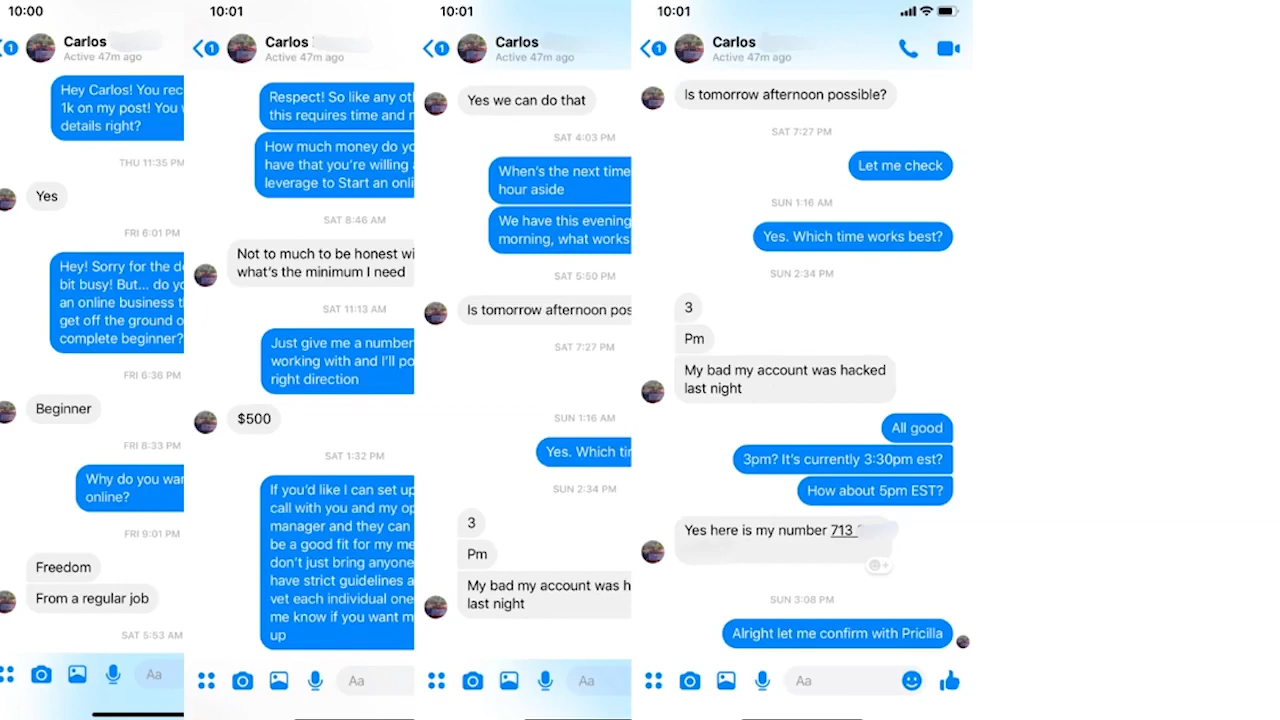 10:00
1
Carlos
Active 47m ago
Hey Carlos! You rec
1k on my post! You
details right?
THU 11:35 PM
Yes
FRI 6:01 PM
Hey! Sorry for the d
bit busy! But... do yo
an online business t
get off the ground o
complete beginner?
FRI 6:36 PM
Beginner
FRI 8:33 PM
Why do you wa
online?
FRI 9:01 PM
Freedom
From a regular job
SAT 5:53 AM
Aa
10:01
1
Carlos
Active 47m ago
Respect! So like any ot
this requires time and
How much money do yo
have that you're willing
leverage to Start an onli
SAT 8:46 AM
Not to much to be honest wi
what's the minimum I need
SAT 11:13 AM
Just give me a number
working with and I'll po
right direction
$500
SAT 1:32 PM
If you'd like I can set up
call with you and my op
manager and they can
be a good fit for my me
don't just bring anyone
have strict guidelines a
vet each individual one
me know if you want m
up
Aa
10:01
1
Carlos
Active 47m ago
Yes we can do that
SAT 4:03 PM
When's the next time
hour aside
We have this evening
morning, what works
SAT 5:50 PM
Is tomorrow afternoon pos
SAT 7:27 PM
SUN 1:16 AM
Yes. Which ti
SUN 2:34 PM
3
Pm
My bad my account was h
last night
Aa
10:01
1
Carlos
Active 47m ago
Is tomorrow afternoon possible?
SAT 7:27 PM
Let me check
SUN 1:16 AM
Yes. Which time works best?
SUN 2:34 PM
3
Pm
My bad my account was hacked
last night
All good
3pm? It's currently 3:30pm est?
How about 5pm EST?
Yes here is my number 713
SUN 3:08 PM
Alright let me confirm with Pricilla
Aa